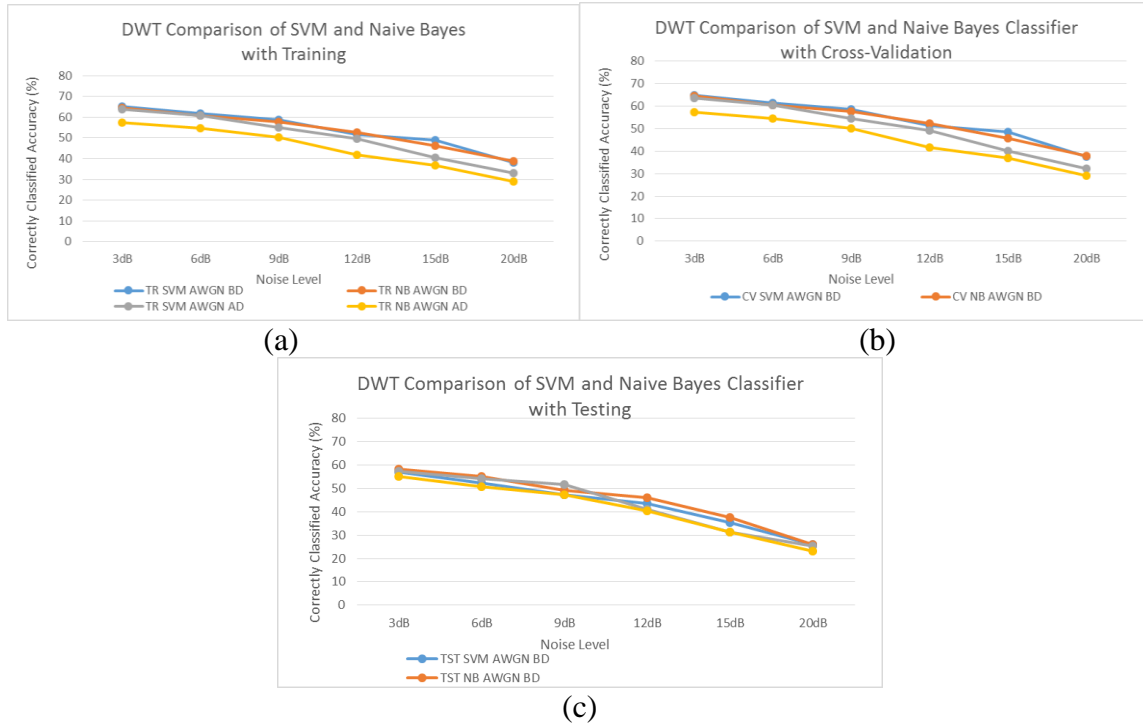 DWT Comparison of SVM and Naive Bayes
with Training
Correctly Classified Accuracy (%)
80
70
60
50
40
30
20
10
0
3dB 6dB 9dB 12dB 15dB 20dB
Noise Level
TR SVM AWGN BD TR NB AWGN BD
TR SVM AWGN AD TR NB AWGN AD
(a)
DWT Comparison of SVM and Naive Bayes Classifier
with Cross-Validation
Correctly Classified Accuracy (%)
80
70
60
50
40
30
20
10
0
3dB 6dB 9dB 12dB 15dB 20dB
Noise Level
CV SVM AWGN BD CV NB AWGN BD
(b)
DWT Comparison of SVM and Naive Bayes Classifier
with Testing
Correctly Classified Accuracy (%)
80
70
60
50
40
30
20
10
0
3dB 6dB 9dB 12dB 15dB 20dB
Noise Level
TST SVM AWGN BD
TST NB AWGN BD
(c)